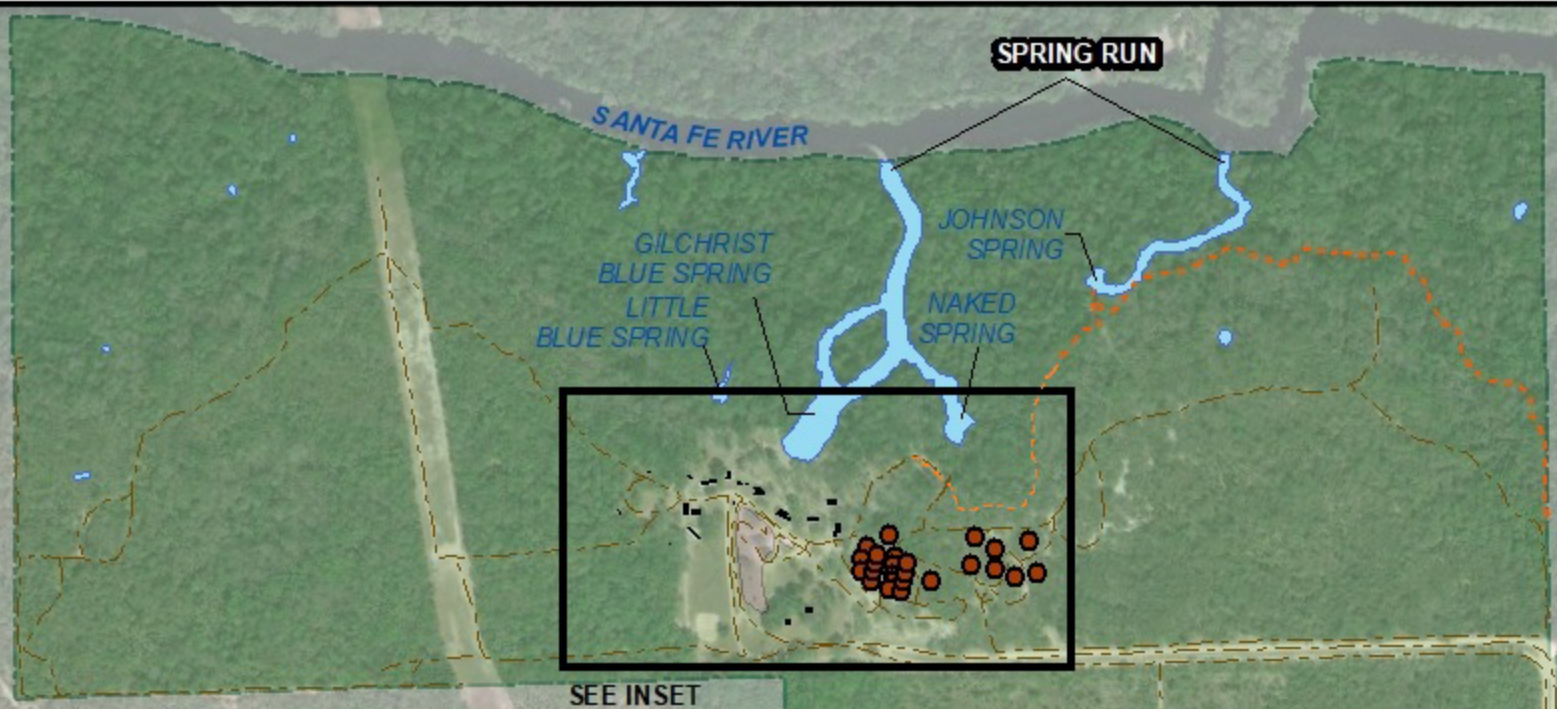 SPRING RUN
SANTA FE RIVER
GILCHRIST
BLUE SPRING
LITTLE
BLUE SPRING
JOHNSON
SPRING
NAKED
SPRING
SEE INSET